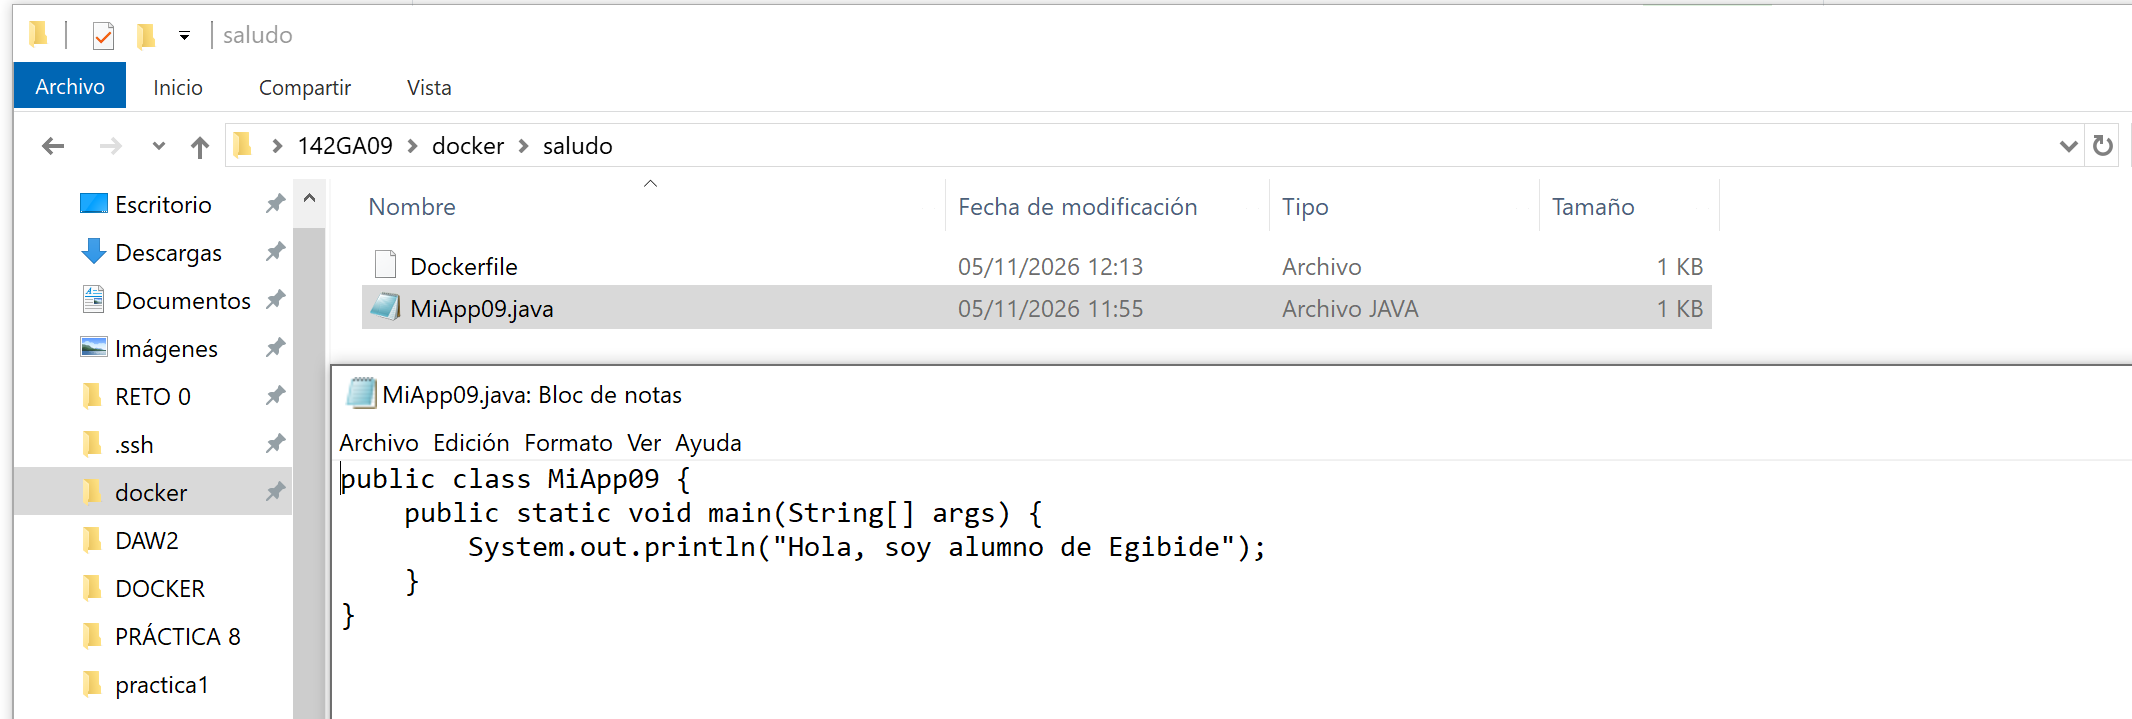 saludo
Archivo Inicio Compartir Vista
142GA09 docker saludo
Nombre Fecha de modificación Tipo Tamaño
Dockerfile 05/11/2026 12:13 Archivo 1 KB
MiApp09.java 05/11/2026 11:55 Archivo JAVA 1 KB
Escritorio
Descargas
Documentos
Imágenes
RETO 0
.ssh
docker
DAW2
DOCKER
PRÁCTICA 8
practica1
MiApp09.java: Bloc de notas
Archivo Edición Formato Ver Ayuda
public class MiApp09 {
    public static void main(String[] args) {
        System.out.println("Hola, soy alumno de Egibide");
    }
}